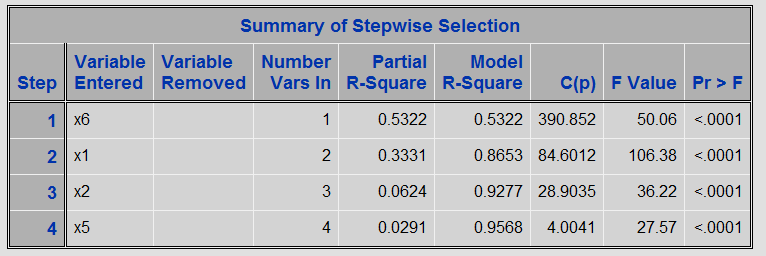 Summary of Stepwise Selection
Variable Variable Number Partial Model
Step Entered Removed Vars In R-Square R-Square C(p) F Value Pr > F
1 x6 1 0.5322 0.5322 390.852 50.06 <.0001
2 x1 2 0.3331 0.8653 84.6012 106.38 <.0001
3 x2 3 0.0624 0.9277 28.9035 36.22 <.0001
4 x5 4 0.0291 0.9568 4.0041 27.57 <.0001